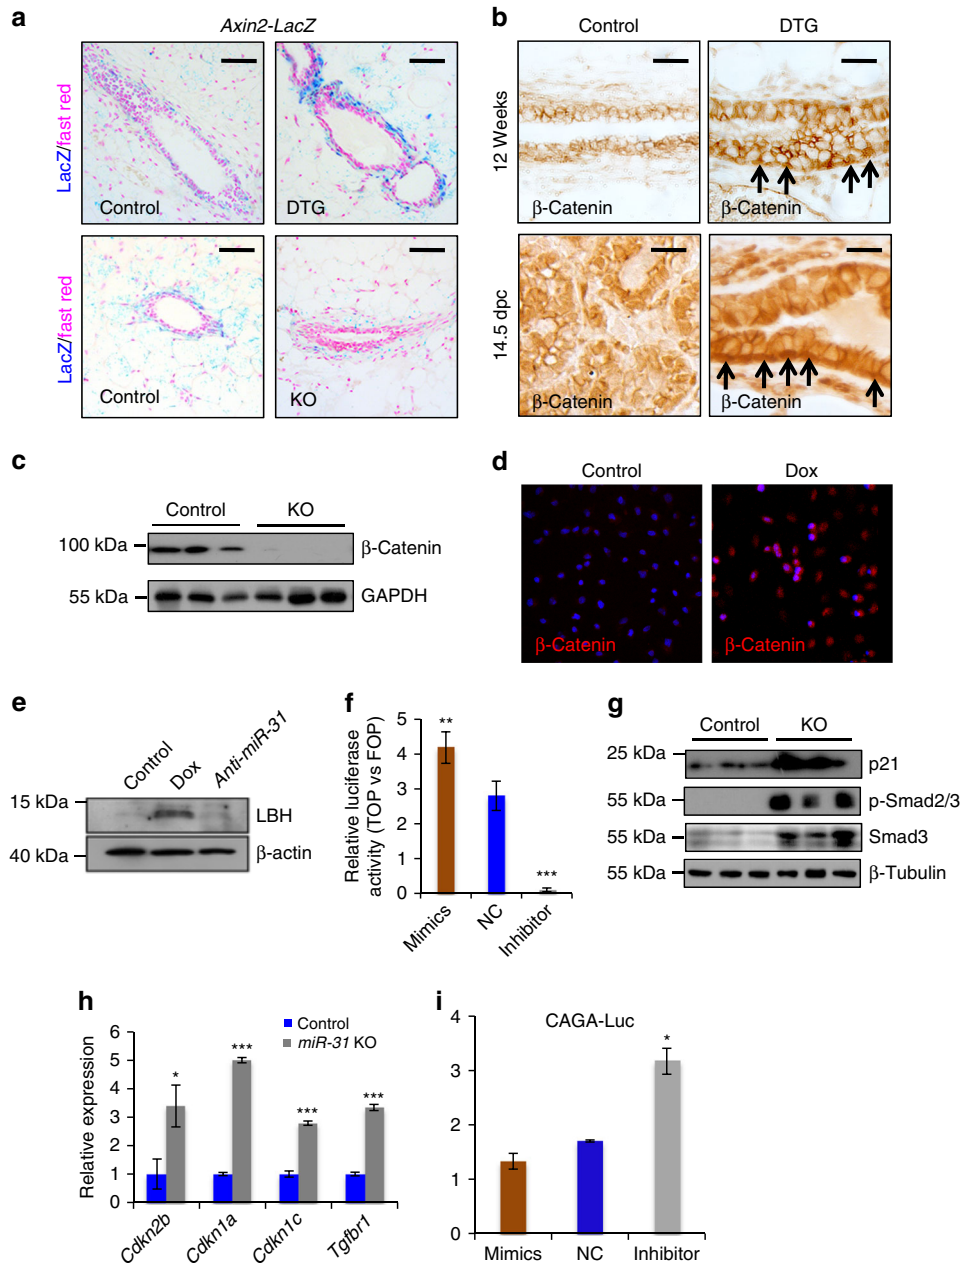 a
Axin2-LacZ
LacZ/fast red
Control
DTG
LacZ/fast red
Control
KO
b
Control
DTG
12 Weeks
β-Catenin
β-Catenin
14.5 dpc
β-Catenin
β-Catenin
c
Control
KO
100 kDa
β-Catenin
55 kDa
GAPDH
d
Control
Dox
β-Catenin
β-Catenin
e
Control
Dox
Anti-miR-31
15 kDa
LBH
40 kDa
β-actin
f
Relative luciferase
activity (TOP vs FOP)
5
4
3
2
1
0
**
***
Mimics
NC
Inhibitor
g
Control
KO
25 kDa
p21
55 kDa
p-Smad2/3
55 kDa
Smad3
55 kDa
β-Tubulin
h
Control
miR-31 KO
Relative expression
6
5
4
3
2
1
0
*
***
***
***
Cdkn2b
Cdkn1a
Cdkn1c
Tgfbr1
i
CAGA-Luc
4
3
2
1
0
*
Mimics
NC
Inhibitor